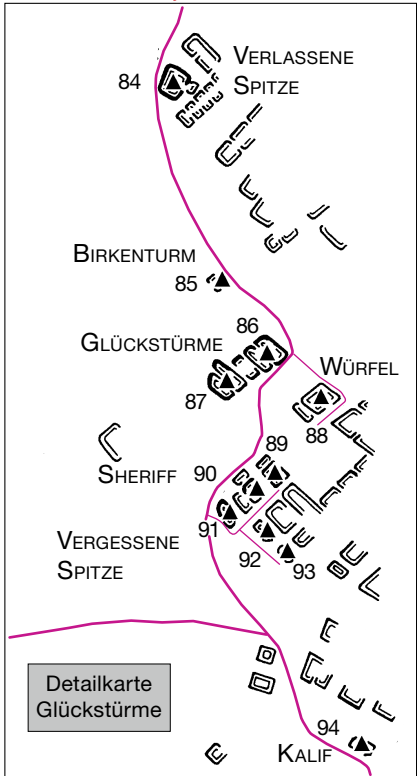 84
VERLASSENE
SPITZE
BIRKENTURM
85
86
GLÜCKSTÜRME
87
WÜRFEL
88
89
90
SHERIFF
91
VERGESSENE
SPITZE
92
93
Detailkarte
Glückstürme
94
KALIF